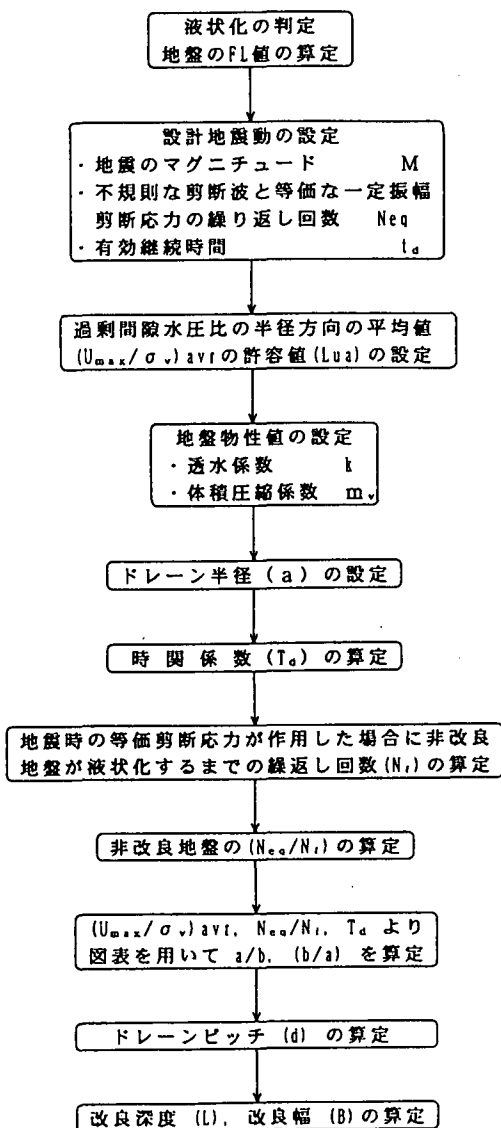 液状化の判定
地盤のFL値の算定
設計地震動の設定
・地震のマグニチュード M
・不規則な剪断波と等価な一定振幅
剪断応力の繰り返し回数 Neq
・有効継続時間 td
過剰間隙水圧比の半径方向の平均値
(Umax/σv)avrの許容値(Lua)の設定
地盤物性値の設定
・透水係数 k
・体積圧縮係数 mv
ドレーン半径(a)の設定
時関係数(Td)の算定
地震時の等価剪断応力が作用した場合に非改良
地盤が液状化するまでの繰返し回数(Nl)の算定
非改良地盤の(Neq/Nl)の算定
(Umax/σv)avr, Neq/Nl, Tdより
図表を用いて a/b, (b/a) を算定
ドレーンピッチ(d)の算定
改良深度 (L), 改良幅 (B)の算定